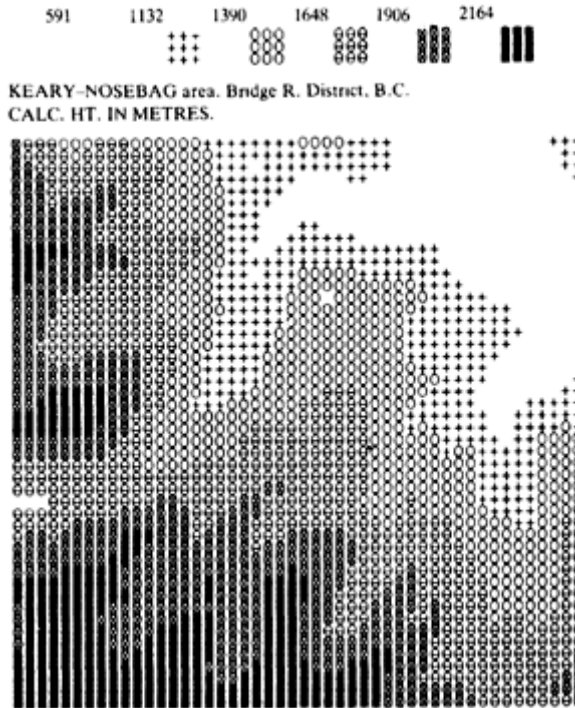 591 1132 1390 1648 1906 2164
KEARY–NOSEBAG area. Bridge R. District, B.C.
CALC. HT. IN METRES.